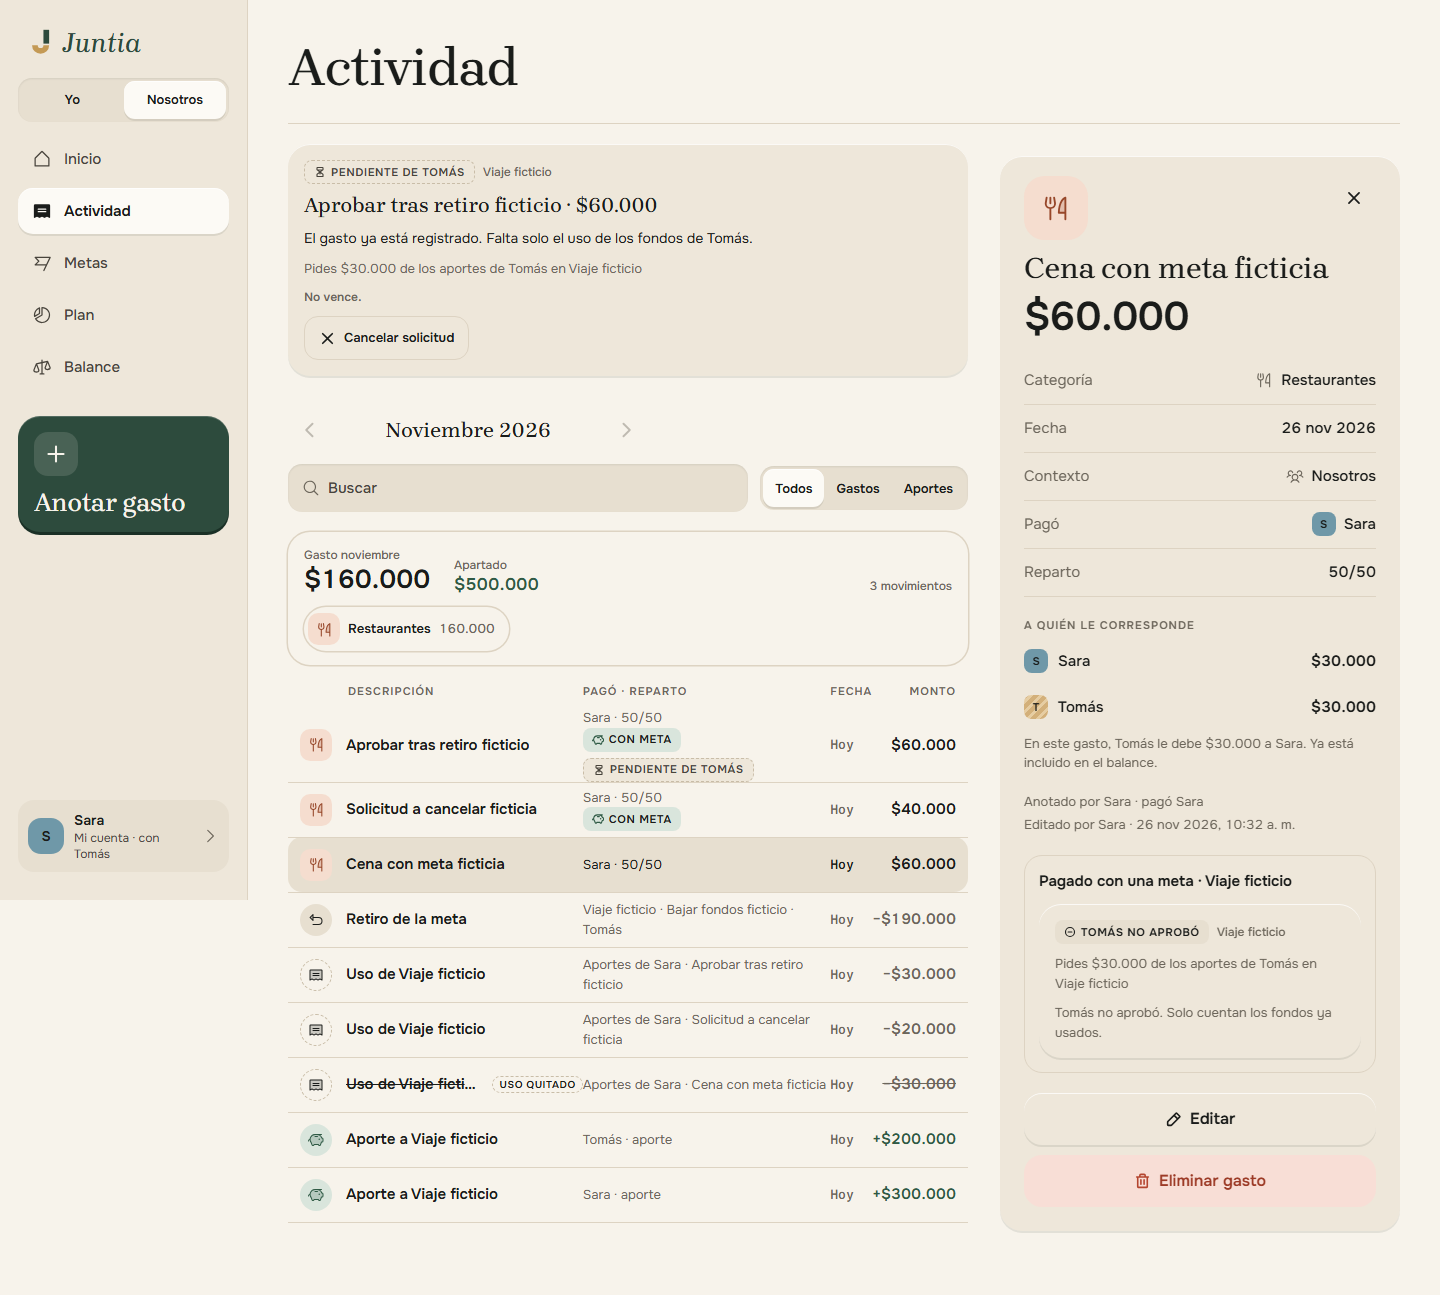 Juntia
Yo
Nosotros
Inicio
Actividad
Metas
Plan
Balance
Anotar gasto
S
Sara
Mi cuenta · con
Tomás
Actividad
PENDIENTE DE TOMÁS
Viaje ficticio
Aprobar tras retiro ficticio · $60.000
El gasto ya está registrado. Falta solo el uso de los fondos de Tomás.
Pides $30.000 de los aportes de Tomás en Viaje ficticio
No vence.
Cancelar solicitud
Noviembre 2026
Buscar
Todos
Gastos
Aportes
Gasto noviembre
$160.000
Apartado
$500.000
3 movimientos
Restaurantes 160.000
DESCRIPCIÓN PAGÓ · REPARTO FECHA MONTO
Aprobar tras retiro ficticio
Sara · 50/50
CON META
PENDIENTE DE TOMÁS
Hoy
$60.000
Solicitud a cancelar ficticia
Sara · 50/50
CON META
Hoy
$40.000
Cena con meta ficticia
Sara · 50/50
Hoy
$60.000
Retiro de la meta
Viaje ficticio · Bajar fondos ficticio ·
Tomás
Hoy
−$190.000
Uso de Viaje ficticio
Aportes de Sara · Aprobar tras retiro
ficticio
Hoy
−$30.000
Uso de Viaje ficticio
Aportes de Sara · Solicitud a cancelar
ficticia
Hoy
−$20.000
Uso de Viaje ficti...
USO QUITADO
Aportes de Sara · Cena con meta ficticia
Hoy
−$30.000
Aporte a Viaje ficticio
Tomás · aporte
Hoy
+$200.000
Aporte a Viaje ficticio
Sara · aporte
Hoy
+$300.000
Cena con meta ficticia
$60.000
Categoría
Restaurantes
Fecha
26 nov 2026
Contexto
Nosotros
Pagó
S
Sara
Reparto
50/50
A QUIÉN LE CORRESPONDE
S
Sara
$30.000
T
Tomás
$30.000
En este gasto, Tomás le debe $30.000 a Sara. Ya está
incluido en el balance.
Anotado por Sara · pagó Sara
Editado por Sara · 26 nov 2026, 10:32 a. m.
Pagado con una meta · Viaje ficticio
TOMÁS NO APROBÓ
Viaje ficticio
Pides $30.000 de los aportes de Tomás en
Viaje ficticio
Tomás no aprobó. Solo cuentan los fondos ya
usados.
Editar
Eliminar gasto